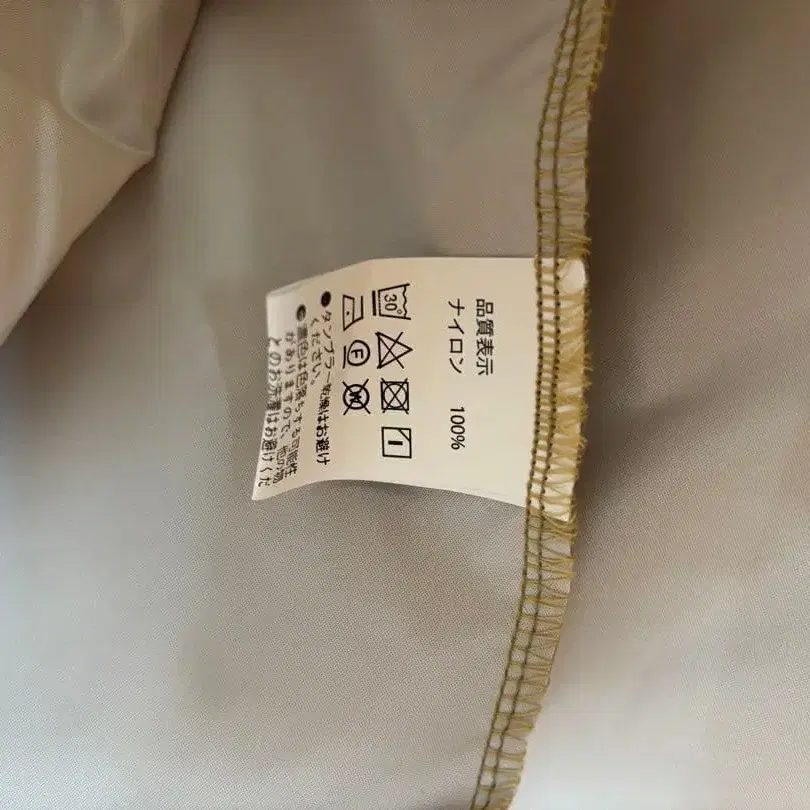 品質表示
ナイロン 100%
30°
F
W
●タンブラー乾燥はお避け
ください。
●濃色は色落ちする可能性
がありますので、他の物
とのお洗濯はお避けくだ